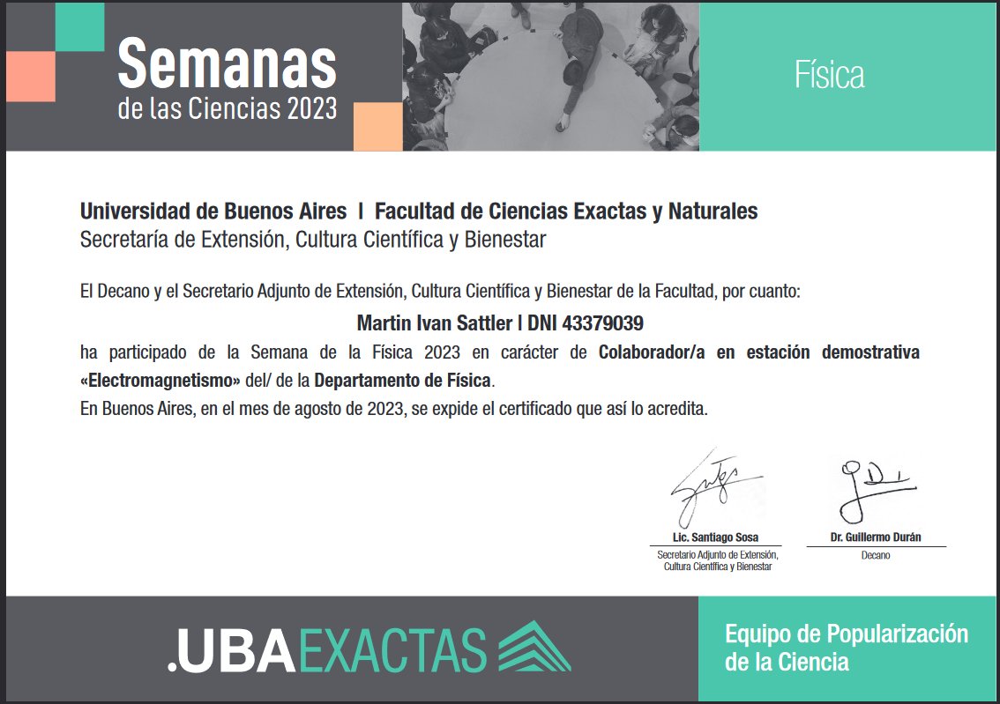 Semanas
de las Ciencias 2023
Física
Universidad de Buenos Aires | Facultad de Ciencias Exactas y Naturales
Secretaría de Extensión, Cultura Científica y Bienestar
El Decano y el Secretario Adjunto de Extensión, Cultura Científica y Bienestar de la Facultad, por cuanto:
Martin Ivan Sattler | DNI 43379039
ha participado de la Semana de la Física 2023 en carácter de Colaborador/a en estación demostrativa
«Electromagnetismo» del/ de la Departamento de Física.
En Buenos Aires, en el mes de agosto de 2023, se expide el certificado que así lo acredita.
Lic. Santiago Sosa
Secretario Adjunto de Extensión,
Cultura Científica y Bienestar
Dr. Guillermo Durán
Decano
.UBAEXACTAS
Equipo de Popularización
de la Ciencia